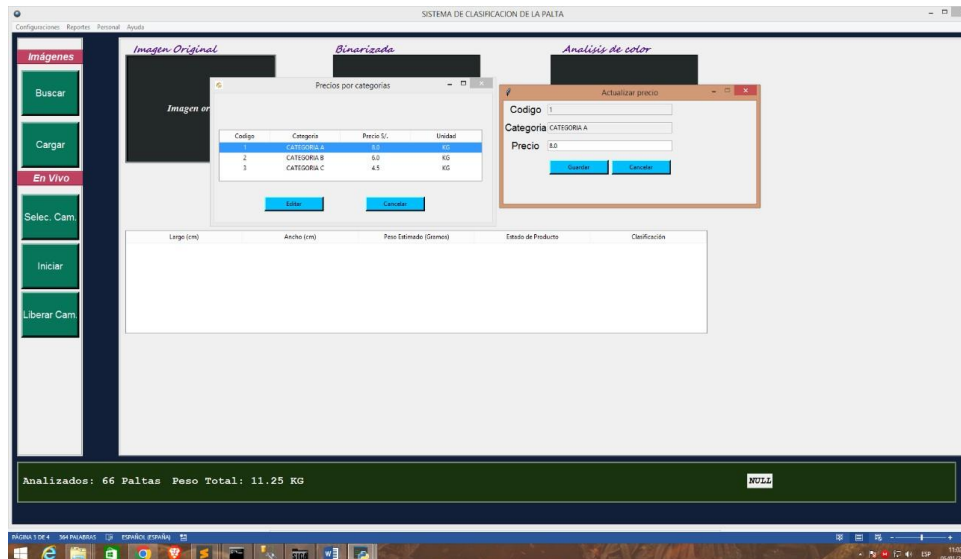 SISTEMA DE CLASIFICACION DE LA PALTA
Configuraciones Reportes Personal Ayuda
Imágenes
Buscar
Cargar
En Vivo
Selec. Cam.
Iniciar
Liberar Cam.
Imagen Original
Binarizada
Analisis de color
Imagen or
Precios por categorias
Codigo Categoria Precio S/. Unidad
1 CATEGORIA A 8.0 KG
2 CATEGORIA B 6.0 KG
3 CATEGORIA C 4.5 KG
Editar Cancelar
Actualizar precio
Codigo 1
Categoria CATEGORIA A
Precio 8.0
Guardar Cancelar
Largo (cm) Ancho (cm) Peso Estimado (Gramos) Estado de Producto Clasificación
Analizados: 66 Paltas Peso Total: 11.25 KG
NULL
PÁGINA 3 DE 4 364 PALABRAS ESPAÑOL (ESPAÑA)
SIGA
ESP